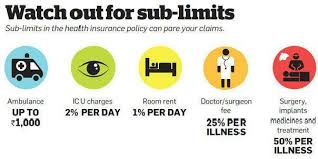 Watch out for sub-limits
Sub-limits in the health insurance policy can pare your claims.
Ambulance
UP TO
₹1,000
ICU charges
2% PER DAY
Room rent
1% PER DAY
Doctor/surgeon
fee
25% PER
ILLNESS
Surgery,
implants
medicines and
treatment
50% PER
ILLNESS